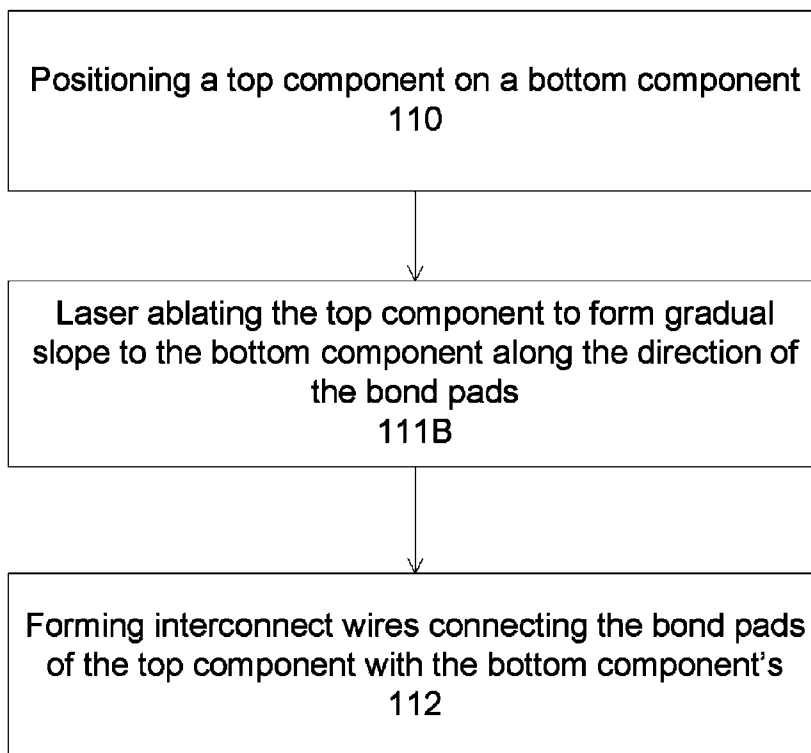 Positioning a top component on a bottom component
110
Laser ablating the top component to form gradual
slope to the bottom component along the direction of
the bond pads
111B
Forming interconnect wires connecting the bond pads
of the top component with the bottom component's
112